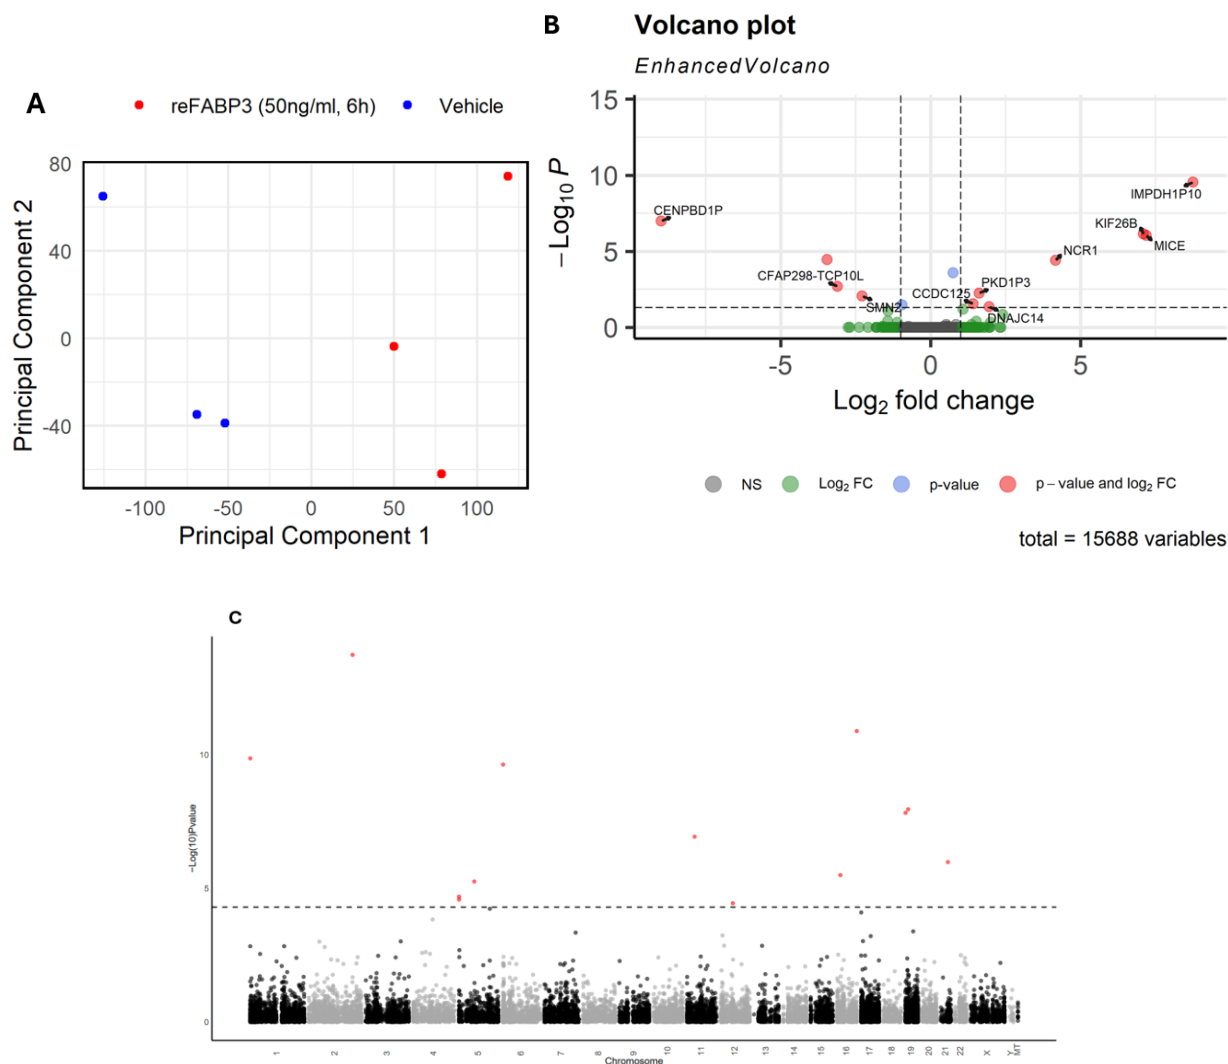 A
reFABP3 (50ng/ml, 6h) Vehicle
80
40
0
-40
Principal Component 2
-100 -50 0 50 100
Principal Component 1
B Volcano plot
EnhancedVolcano
15
10
5
0
−Log10 P
CENPBD1P
IMPDH1P10
KIF26B
MICE
NCR1
CFAP298-TCP10L
PKD1P3
CCDC125
SMN2
DNAJC14
-5 0 5
Log2 fold change
NS Log2 FC p-value p − value and log2 FC
total = 15688 variables
C
10
5
0
−Log(10)Pvalue
1 2 3 4 5 6 7 8 9 10 11 12 13 14 15 16 17 18 19 20 21 22 X Y MT
Chromosome